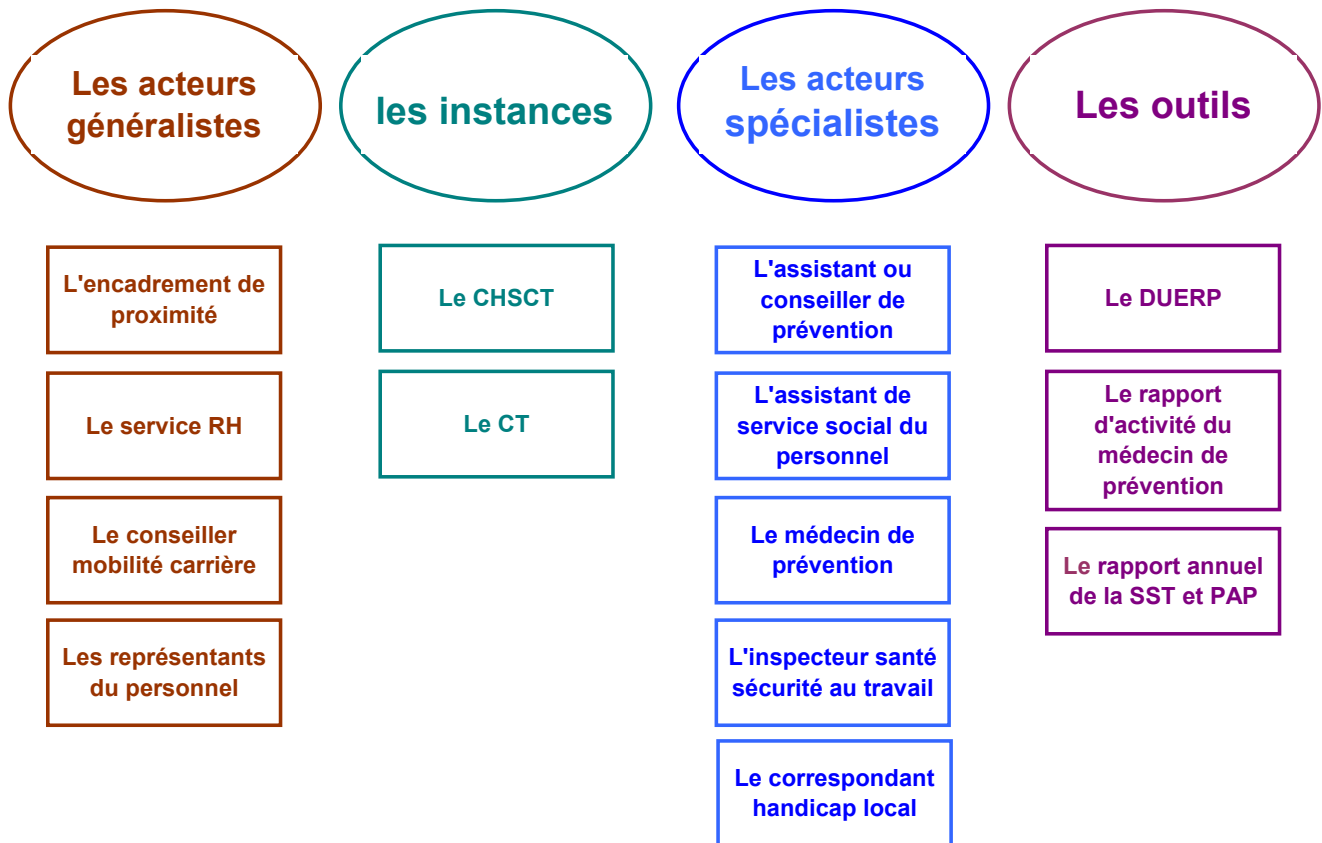 Les acteurs
généralistes
les instances
Les acteurs
spécialistes
Les outils
L'encadrement de
proximité
Le service RH
Le conseiller
mobilité carrière
Les représentants
du personnel
Le CHSCT
Le CT
L'assistant ou
conseiller de
prévention
L'assistant de
service social du
personnel
Le médecin de
prévention
L'inspecteur santé
sécurité au travail
Le correspondant
handicap local
Le DUERP
Le rapport
d'activité du
médecin de
prévention
Le rapport annuel
de la SST et PAP